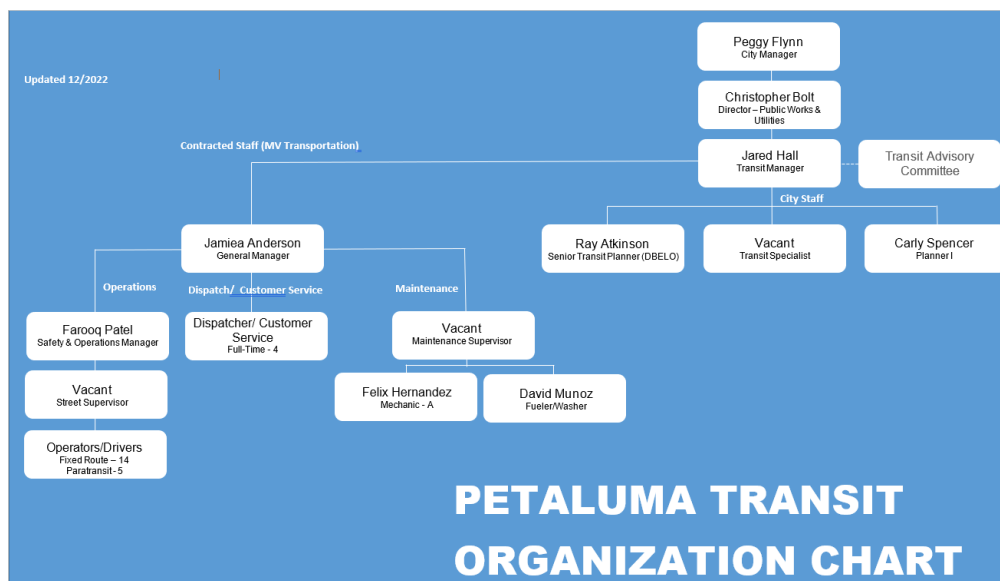 Peggy Flynn
City Manager
Updated 12/2022
Christopher Bolt
Director – Public Works &
Utilities
Contracted Staff (MV Transportation)
Jared Hall
Transit Manager
Transit Advisory
Committee
City Staff
Jamiea Anderson
General Manager
Ray Atkinson
Senior Transit Planner (DBELO)
Vacant
Transit Specialist
Carly Spencer
Planner I
Operations
Dispatch/ Customer Service
Maintenance
Farooq Patel
Safety & Operations Manager
Dispatcher/ Customer
Service
Full-Time - 4
Vacant
Maintenance Supervisor
Vacant
Street Supervisor
Felix Hernandez
Mechanic - A
David Munoz
Fueler/Washer
Operators/Drivers
Fixed Route – 14
Paratransit - 5
PETALUMA TRANSIT
ORGANIZATION CHART